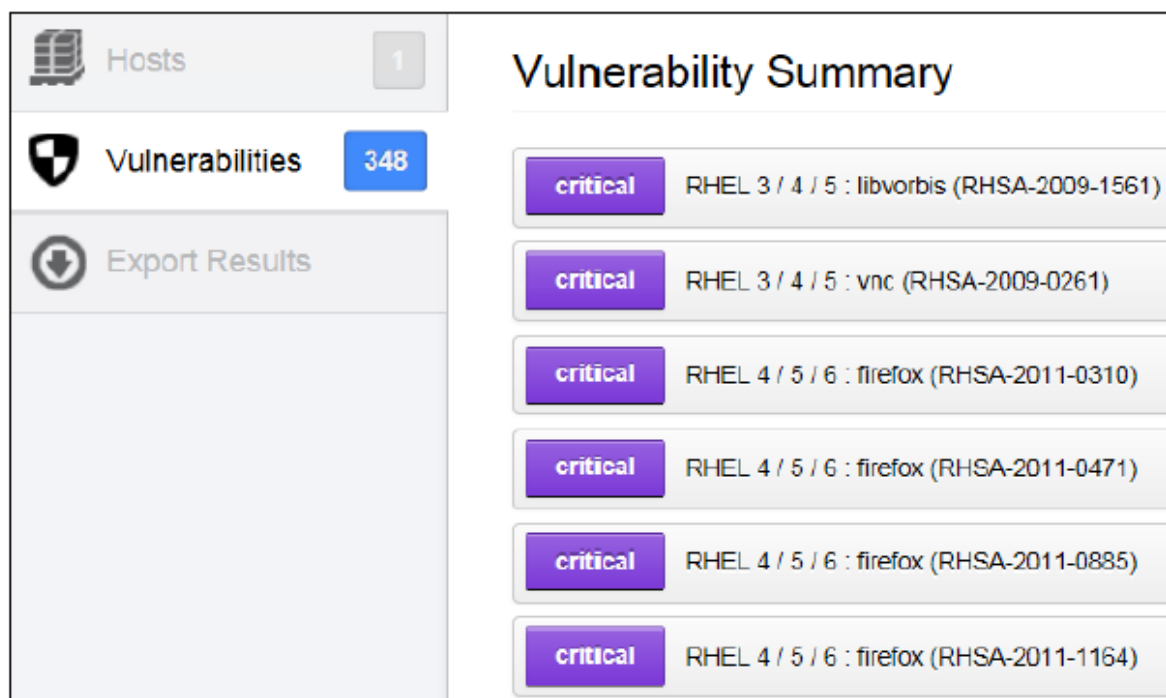 Hosts 1
Vulnerabilities 348
Export Results
Vulnerability Summary
critical RHEL 3 / 4 / 5 : libvorbis (RHSA-2009-1561)
critical RHEL 3 / 4 / 5 : vnc (RHSA-2009-0261)
critical RHEL 4 / 5 / 6 : firefox (RHSA-2011-0310)
critical RHEL 4 / 5 / 6 : firefox (RHSA-2011-0471)
critical RHEL 4 / 5 / 6 : firefox (RHSA-2011-0885)
critical RHEL 4 / 5 / 6 : firefox (RHSA-2011-1164)